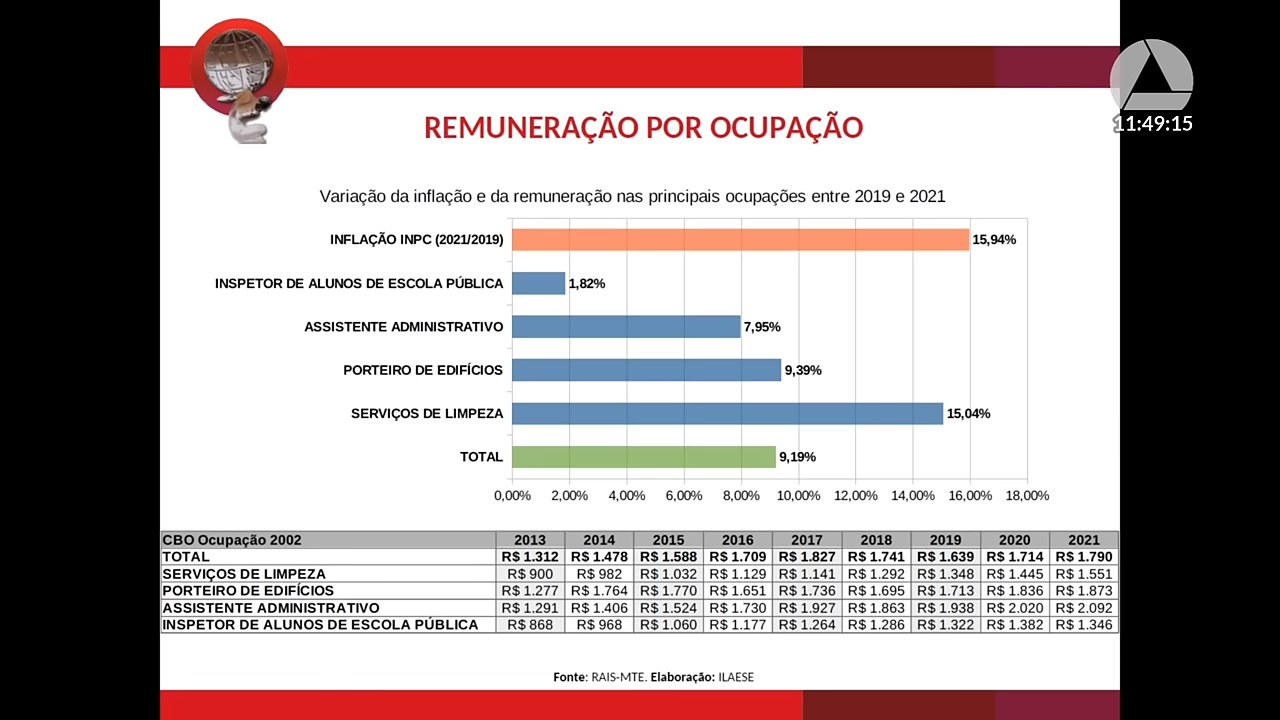 11:49:15
REMUNERAÇÃO POR OCUPAÇÃO
Variação da inflação e da remuneração nas principais ocupações entre 2019 e 2021
INFLAÇÃO INPC (2021/2019) 15,94%
INSPETOR DE ALUNOS DE ESCOLA PÚBLICA 1,82%
ASSISTENTE ADMINISTRATIVO 7,95%
PORTEIRO DE EDIFÍCIOS 9,39%
SERVIÇOS DE LIMPEZA 15,04%
TOTAL 9,19%
0,00% 2,00% 4,00% 6,00% 8,00% 10,00% 12,00% 14,00% 16,00% 18,00%
CBO Ocupação 2002 2013 2014 2015 2016 2017 2018 2019 2020 2021
TOTAL R$ 1.312 R$ 1.478 R$ 1.588 R$ 1.709 R$ 1.827 R$ 1.741 R$ 1.639 R$ 1.714 R$ 1.790
SERVIÇOS DE LIMPEZA R$ 900 R$ 982 R$ 1.032 R$ 1.129 R$ 1.141 R$ 1.292 R$ 1.348 R$ 1.445 R$ 1.551
PORTEIRO DE EDIFÍCIOS R$ 1.277 R$ 1.764 R$ 1.770 R$ 1.651 R$ 1.736 R$ 1.695 R$ 1.713 R$ 1.836 R$ 1.873
ASSISTENTE ADMINISTRATIVO R$ 1.291 R$ 1.406 R$ 1.524 R$ 1.730 R$ 1.927 R$ 1.863 R$ 1.938 R$ 2.020 R$ 2.092
INSPETOR DE ALUNOS DE ESCOLA PÚBLICA R$ 868 R$ 968 R$ 1.060 R$ 1.177 R$ 1.264 R$ 1.286 R$ 1.322 R$ 1.382 R$ 1.346
Fonte: RAIS-MTE. Elaboração: ILAESE